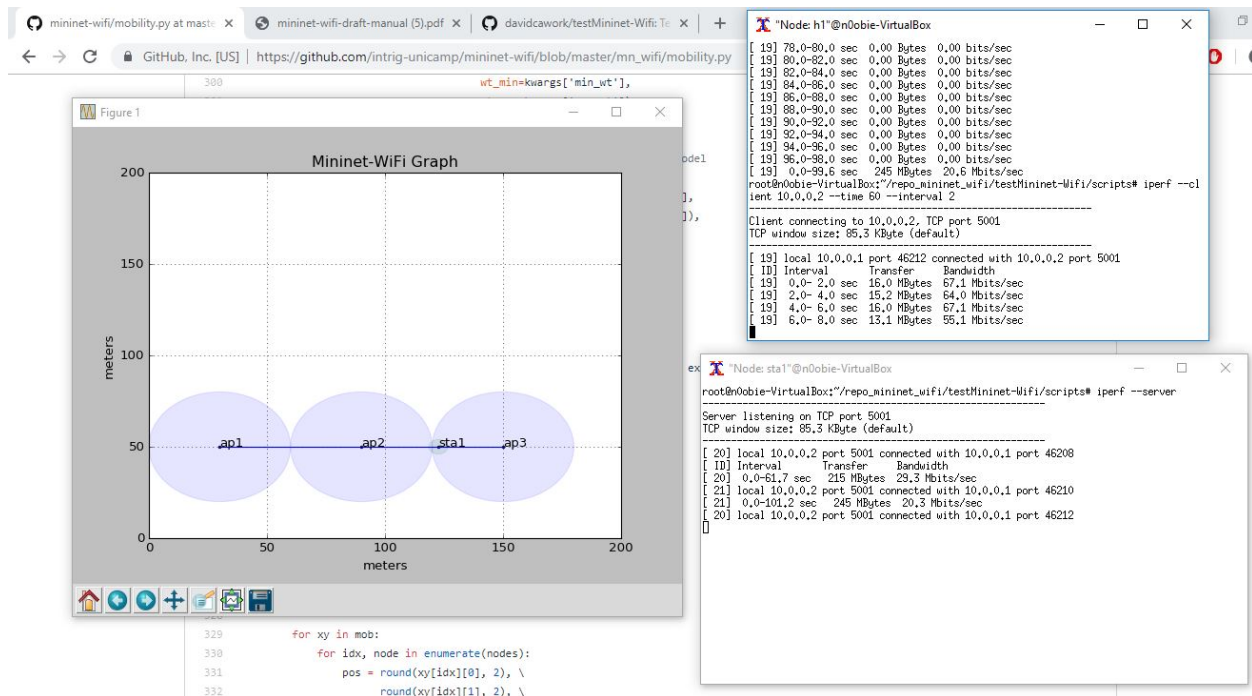 mininet-wifi/mobility.py at maste
mininet-wifi-draft-manual (5).pdf
davidcawork/testMininet-Wifi: Te
GitHub, Inc. [US] | https://github.com/intrig-unicamp/mininet-wifi/blob/master/mn_wifi/mobility.py
300 wt_min=kwargs['min_wt'],
odel
],
]),
ex
Figure 1
Mininet-WiFi Graph
200
150
100
50
0
meters
ap1 ap2 sta1 ap3
0 50 100 150 200
meters
329 for xy in mob:
330 for idx, node in enumerate(nodes):
331 pos = round(xy[idx][0], 2), \
332 round(xy[idx][1], 2), \
"Node: h1"@n0obie-VirtualBox
[ 19] 78.0-80.0 sec 0.00 Bytes 0.00 bits/sec
[ 19] 80.0-82.0 sec 0.00 Bytes 0.00 bits/sec
[ 19] 82.0-84.0 sec 0.00 Bytes 0.00 bits/sec
[ 19] 84.0-86.0 sec 0.00 Bytes 0.00 bits/sec
[ 19] 86.0-88.0 sec 0.00 Bytes 0.00 bits/sec
[ 19] 88.0-90.0 sec 0.00 Bytes 0.00 bits/sec
[ 19] 90.0-92.0 sec 0.00 Bytes 0.00 bits/sec
[ 19] 92.0-94.0 sec 0.00 Bytes 0.00 bits/sec
[ 19] 94.0-96.0 sec 0.00 Bytes 0.00 bits/sec
[ 19] 96.0-98.0 sec 0.00 Bytes 0.00 bits/sec
[ 19] 0.0-99.6 sec 245 MBytes 20.6 Mbits/sec
root@n0obie-VirtualBox:~/repo_mininet_wifi/testMininet-Wifi/scripts# iperf --cl
ient 10.0.0.2 --time 60 --interval 2
------------------------------------------------------------
Client connecting to 10.0.0.2, TCP port 5001
TCP window size: 85.3 KByte (default)
------------------------------------------------------------
[ 19] local 10.0.0.1 port 46212 connected with 10.0.0.2 port 5001
[ ID] Interval Transfer Bandwidth
[ 19] 0.0- 2.0 sec 16.0 MBytes 67.1 Mbits/sec
[ 19] 2.0- 4.0 sec 15.2 MBytes 64.0 Mbits/sec
[ 19] 4.0- 6.0 sec 16.0 MBytes 67.1 Mbits/sec
[ 19] 6.0- 8.0 sec 13.1 MBytes 55.1 Mbits/sec
"Node: sta1"@n0obie-VirtualBox
root@n0obie-VirtualBox:~/repo_mininet_wifi/testMininet-Wifi/scripts# iperf --server
------------------------------------------------------------
Server listening on TCP port 5001
TCP window size: 85.3 KByte (default)
------------------------------------------------------------
[ 20] local 10.0.0.2 port 5001 connected with 10.0.0.1 port 46208
[ ID] Interval Transfer Bandwidth
[ 20] 0.0-61.7 sec 215 MBytes 29.3 Mbits/sec
[ 21] local 10.0.0.2 port 5001 connected with 10.0.0.1 port 46210
[ 21] 0.0-101.2 sec 245 MBytes 20.3 Mbits/sec
[ 20] local 10.0.0.2 port 5001 connected with 10.0.0.1 port 46212